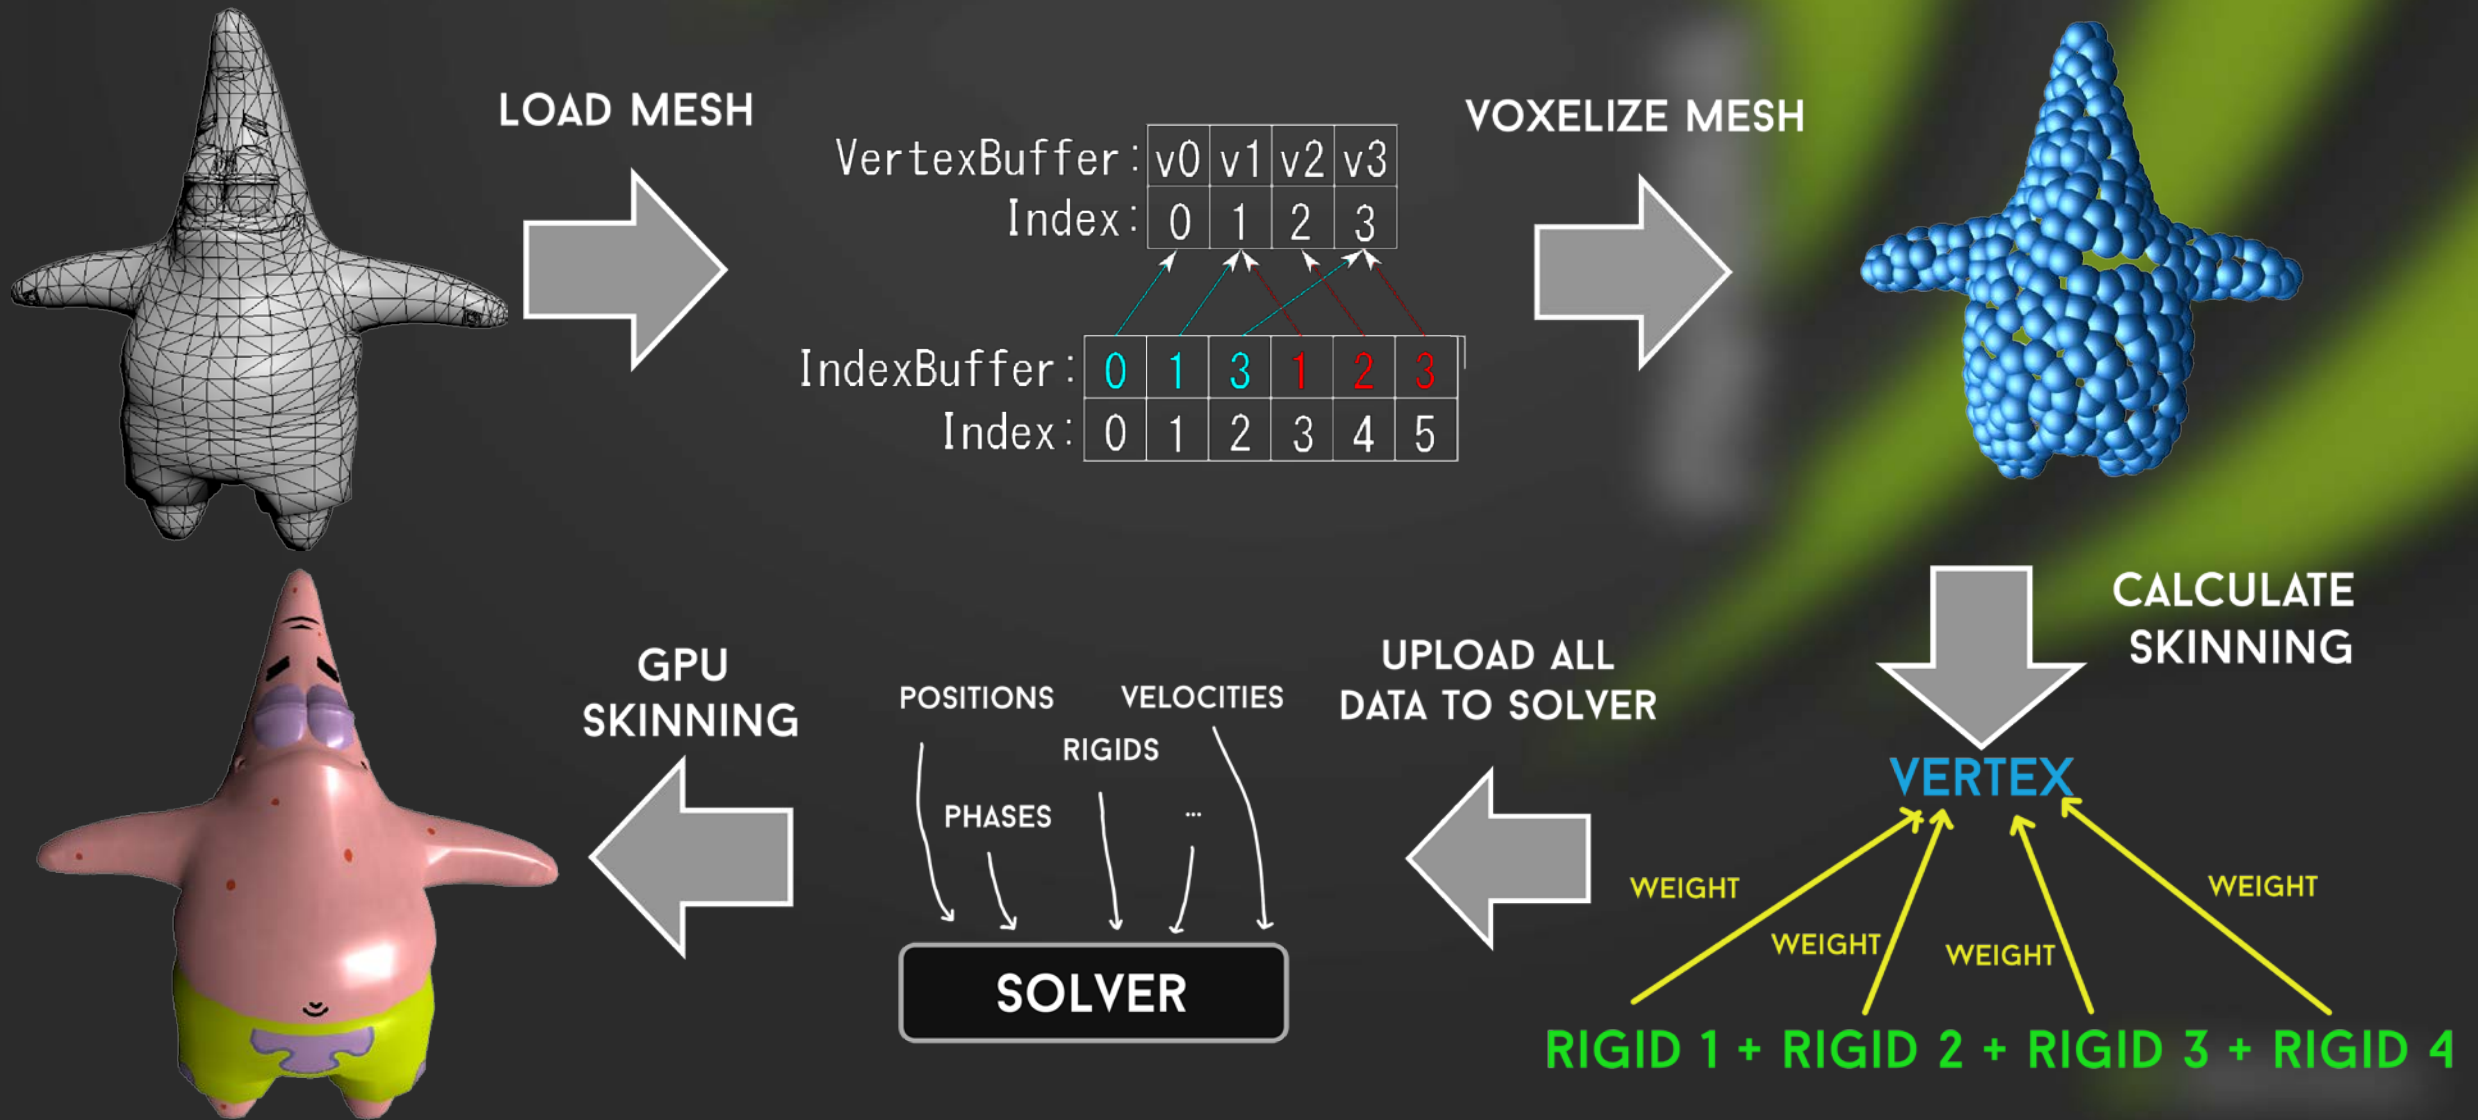 LOAD MESH
VertexBuffer: v0 v1 v2 v3
Index: 0 1 2 3
IndexBuffer: 0 1 3 1 2 3
Index: 0 1 2 3 4 5
VOXELIZE MESH
CALCULATE
SKINNING
VERTEX
WEIGHT
WEIGHT
WEIGHT
WEIGHT
RIGID 1 + RIGID 2 + RIGID 3 + RIGID 4
UPLOAD ALL
DATA TO SOLVER
POSITIONS
VELOCITIES
RIGIDS
PHASES
...
SOLVER
GPU
SKINNING